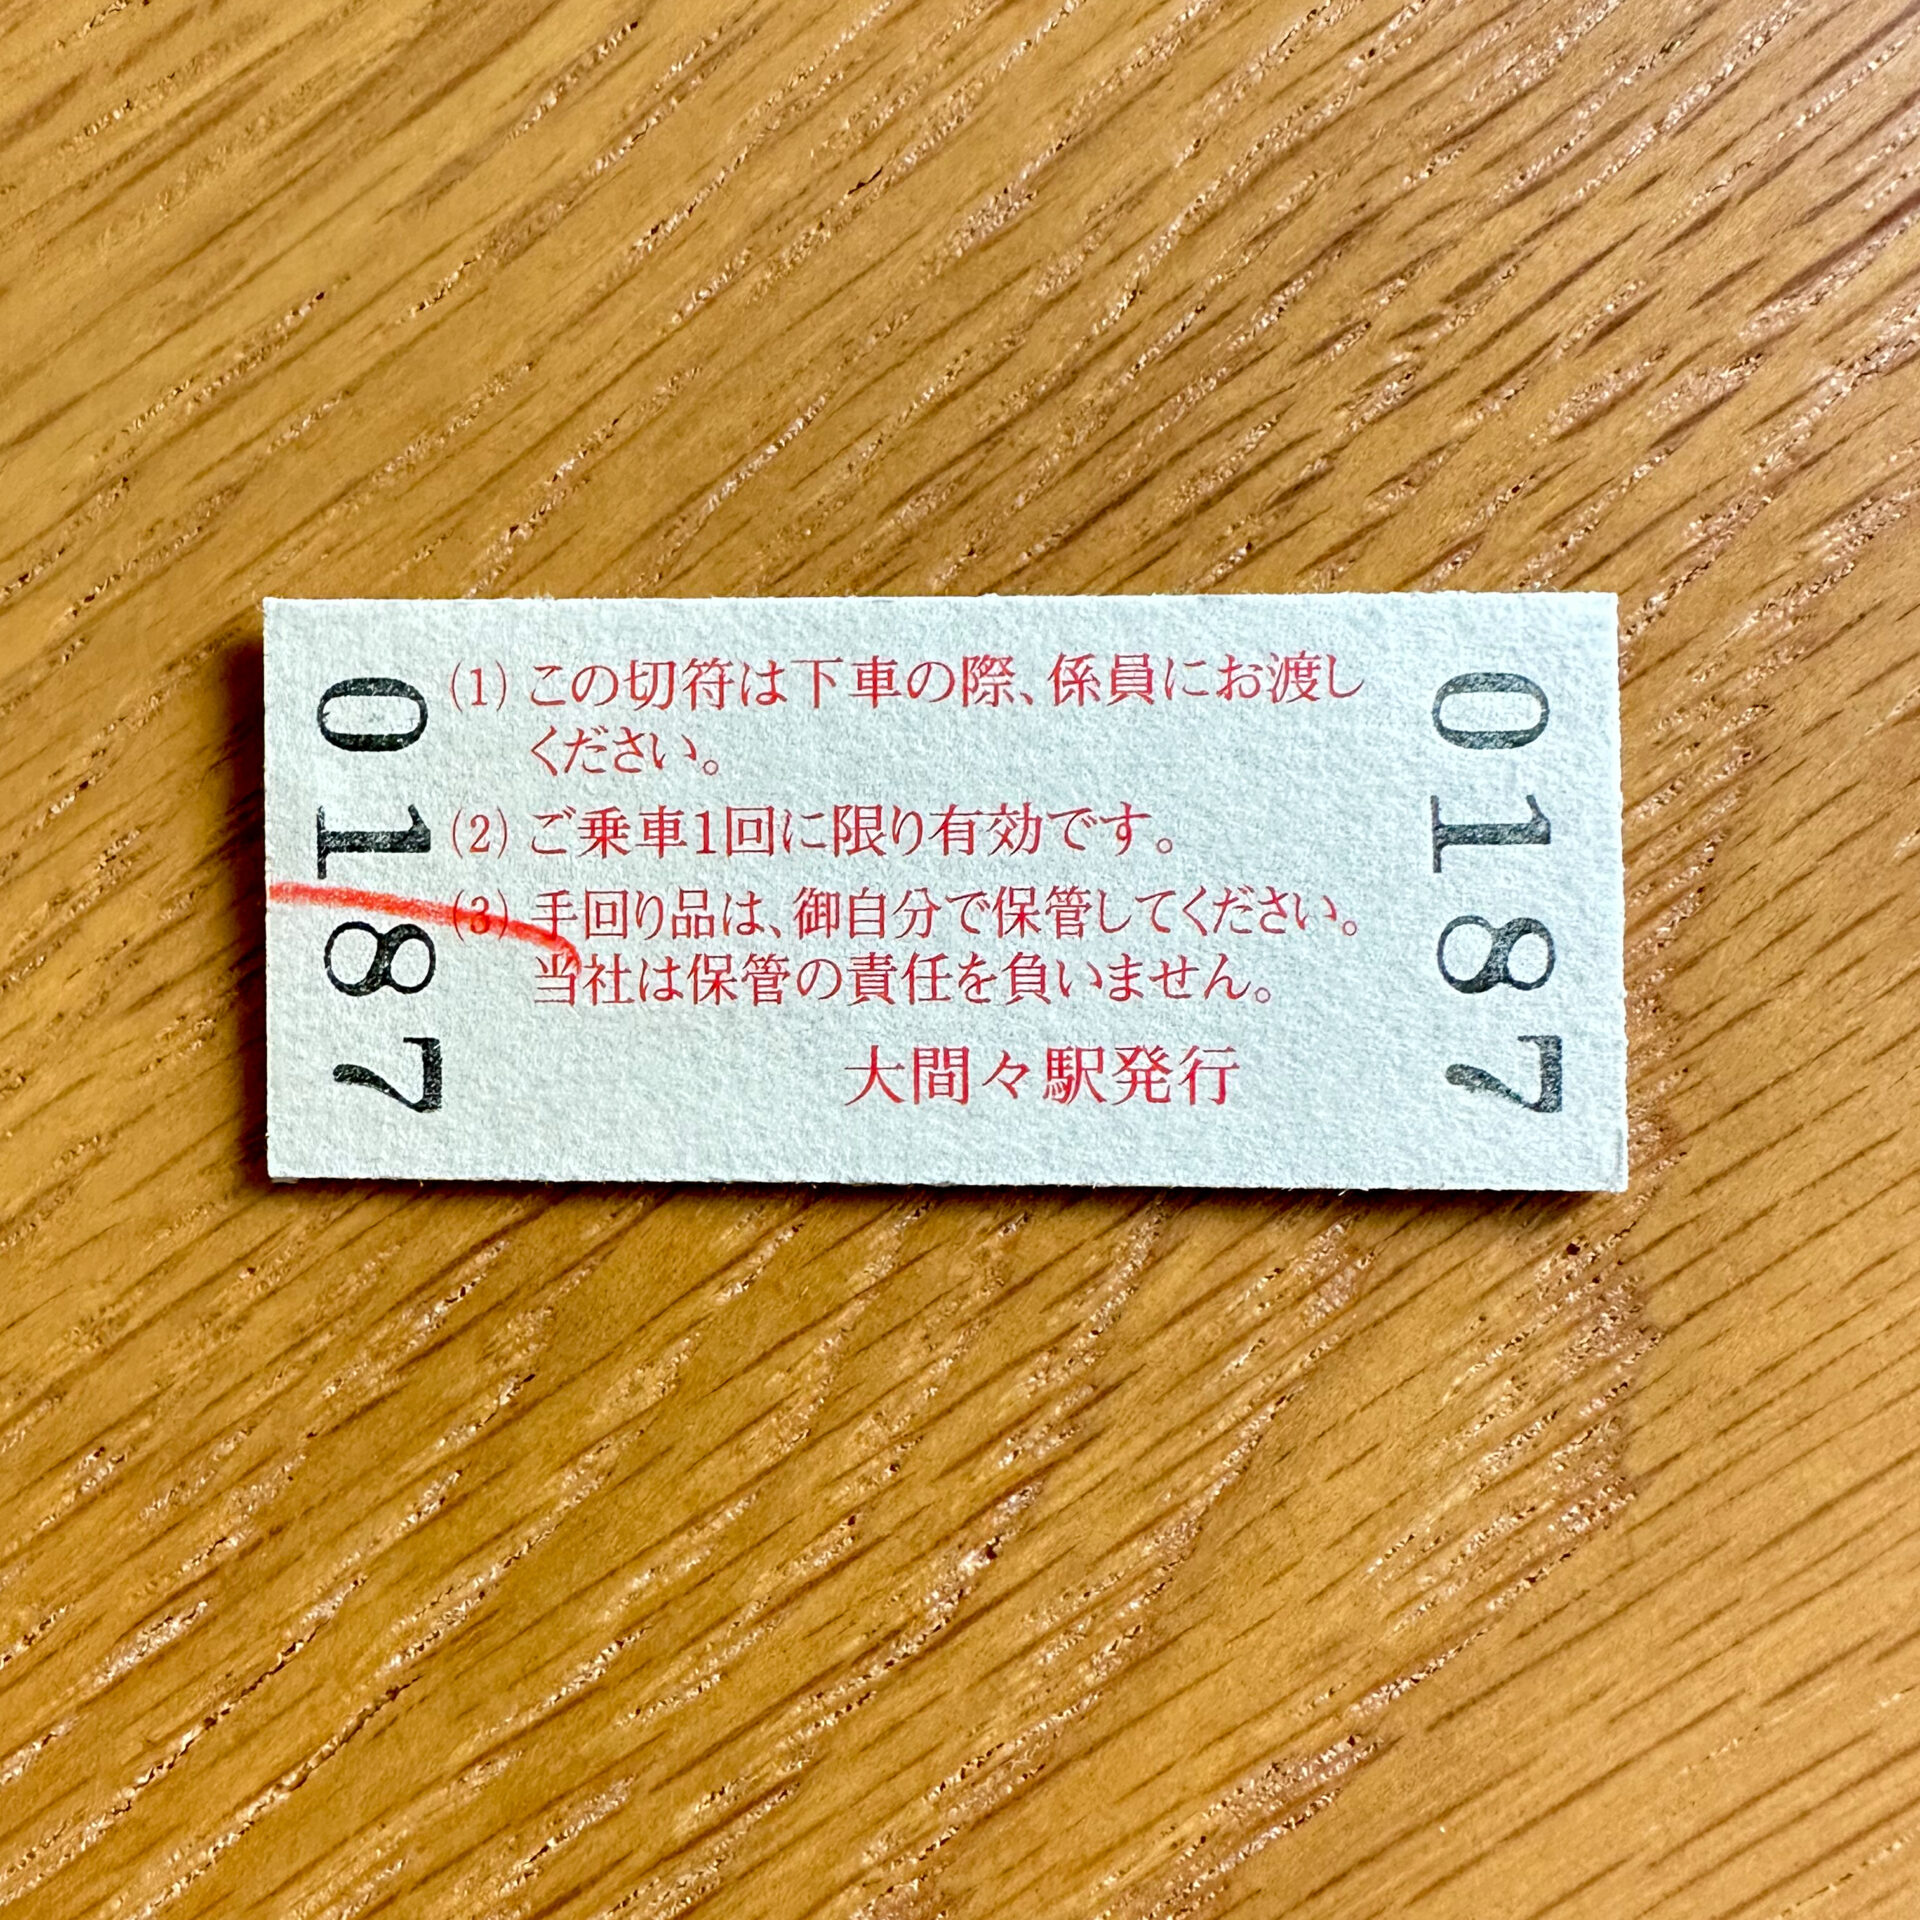 0187
(1) この切符は下車の際、係員にお渡し
ください。
(2) ご乗車1回に限り有効です。
(3) 手回り品は、御自分で保管してください。
当社は保管の責任を負いません。
大間々駅発行
0187